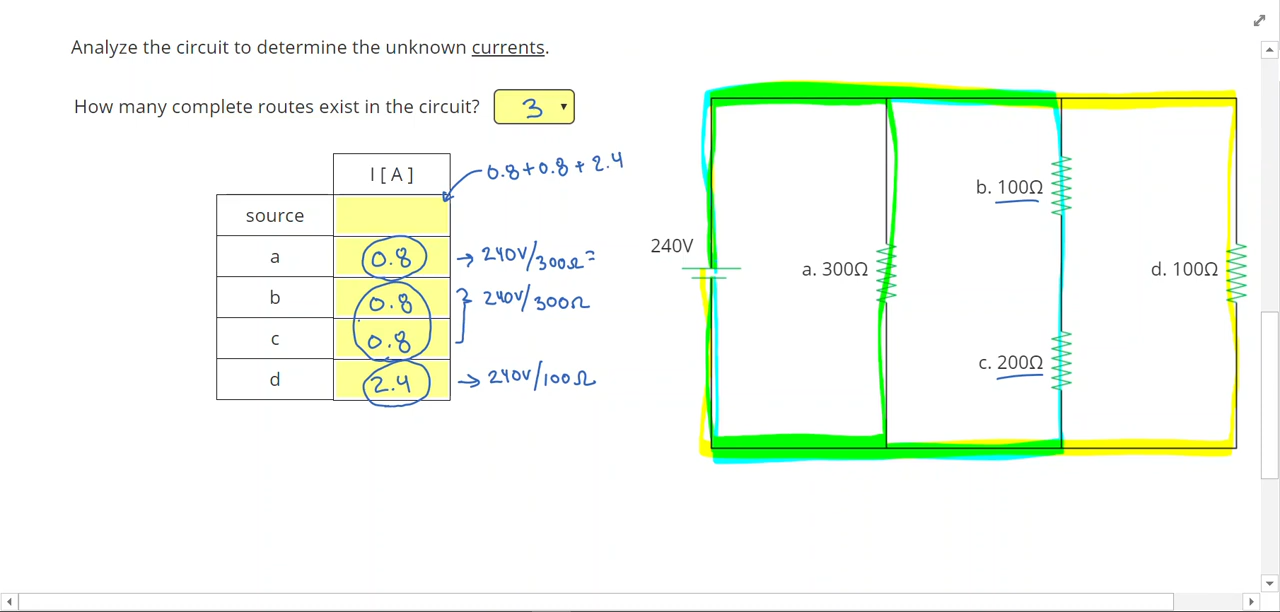 Analyze the circuit to determine the unknown currents.
How many complete routes exist in the circuit? 3
I [ A ]
0.8+0.8+2.4
source
a 0.8 → 240V/300Ω=
b 0.8 240V/300Ω
c 0.8
d 2.4 → 240V/100Ω
240V
a. 300Ω
b. 100Ω
c. 200Ω
d. 100Ω